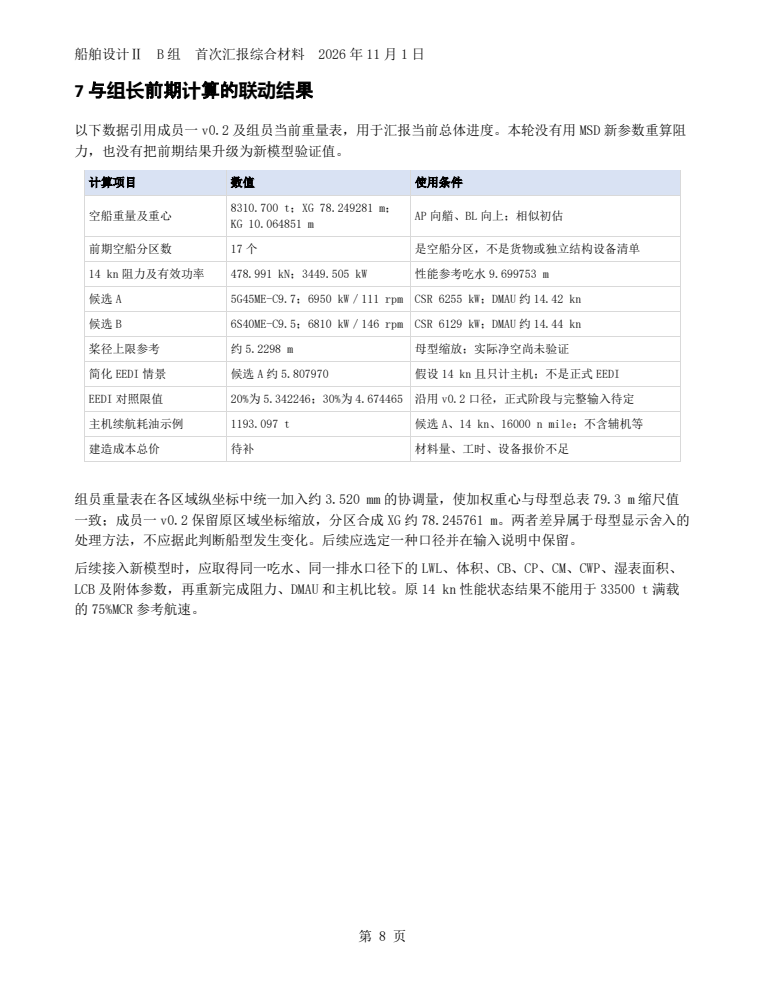 船舶设计Ⅱ B 组 首次汇报综合材料 2026 年 11 月 1 日
7 与组长前期计算的联动结果
以下数据引用成员一 v0.2 及组员当前重量表，用于汇报当前总体进度。本轮没有用 MSD 新参数重算阻
力，也没有把前期结果升级为新模型验证值。
计算项目 数值 使用条件
空船重量及重心 8310.700 t；XG 78.249281 m； AP 向艏、BL 向上；相似初估
KG 10.064851 m
前期空船分区数 17 个 是空船分区，不是货物或独立结构设备清单
14 kn 阻力及有效功率 478.991 kN；3449.505 kW 性能参考吃水 9.699753 m
候选 A 5G45ME-C9.7；6950 kW / 111 rpm CSR 6255 kW；DMAU 约 14.42 kn
候选 B 6S40ME-C9.5；6810 kW / 146 rpm CSR 6129 kW；DMAU 约 14.44 kn
桨径上限参考 约 5.2298 m 母型缩放；实际净空尚未验证
简化 EEDI 情景 候选 A 约 5.807970 假设 14 kn 且只计主机；不是正式 EEDI
EEDI 对照限值 20%为 5.342246；30%为 4.674465 沿用 v0.2 口径，正式阶段与完整输入待定
主机续航耗油示例 1193.097 t 候选 A、14 kn、16000 n mile；不含辅机等
建造成本总价 待补 材料量、工时、设备报价不足
组员重量表在各区域纵坐标中统一加入约 3.520 mm 的协调量，使加权重心与母型总表 79.3 m 缩尺值
一致；成员一 v0.2 保留原区域坐标缩放，分区合成 XG 约 78.245761 m。两者差异属于母型显示舍入的
处理方法，不应据此判断船型发生变化。后续应选定一种口径并在输入说明中保留。
后续接入新模型时，应取得同一吃水、同一排水口径下的 LWL、体积、CB、CP、CM、CWP、湿表面积、
LCB 及附体参数，再重新完成阻力、DMAU 和主机比较。原 14 kn 性能状态结果不能用于 33500 t 满载
的 75%MCR 参考航速。
第 8 页